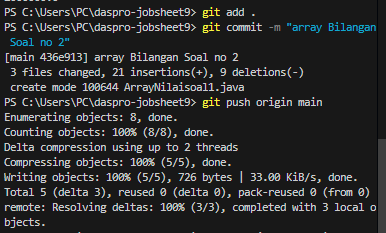 PS C:\Users\PC\daspro-jobsheet9> git add .
PS C:\Users\PC\daspro-jobsheet9> git commit -m "array Bilangan
 Soal no 2"
[main 436e913] array Bilangan Soal no 2
 3 files changed, 21 insertions(+), 9 deletions(-)
 create mode 100644 ArrayNilaisoal1.java
PS C:\Users\PC\daspro-jobsheet9> git push origin main
Enumerating objects: 8, done.
Counting objects: 100% (8/8), done.
Delta compression using up to 2 threads
Compressing objects: 100% (5/5), done.
Writing objects: 100% (5/5), 726 bytes | 33.00 KiB/s, done.
Total 5 (delta 3), reused 0 (delta 0), pack-reused 0 (from 0)
remote: Resolving deltas: 100% (3/3), completed with 3 local o
bjects.